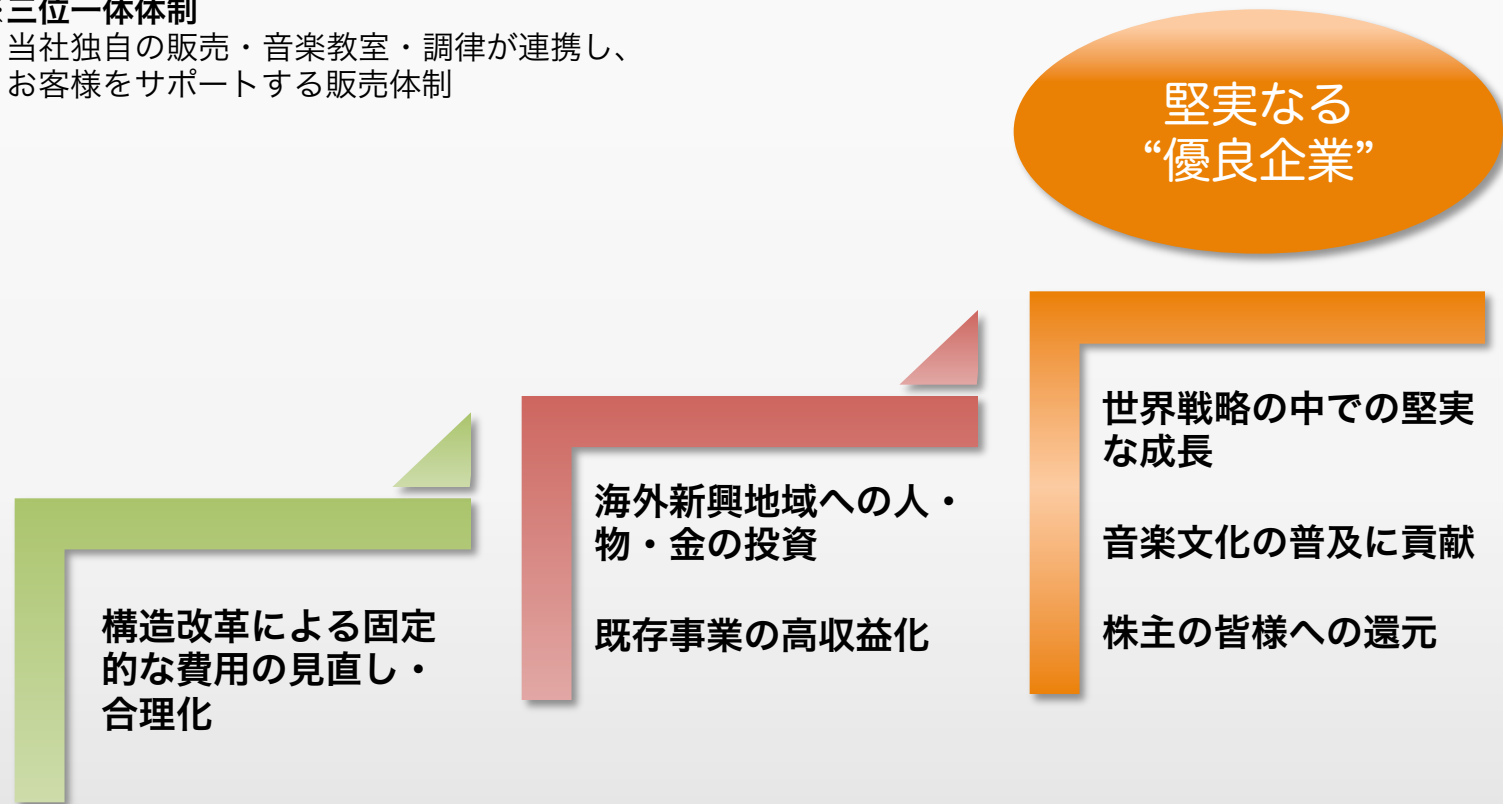 ※三位一体体制
当社独自の販売・音楽教室・調律が連携し、
お客様をサポートする販売体制
堅実なる
“優良企業”
構造改革による固定
的な費用の見直し・
合理化
海外新興地域への人・
物・金の投資
既存事業の高収益化
世界戦略の中での堅実
な成長
音楽文化の普及に貢献
株主の皆様への還元